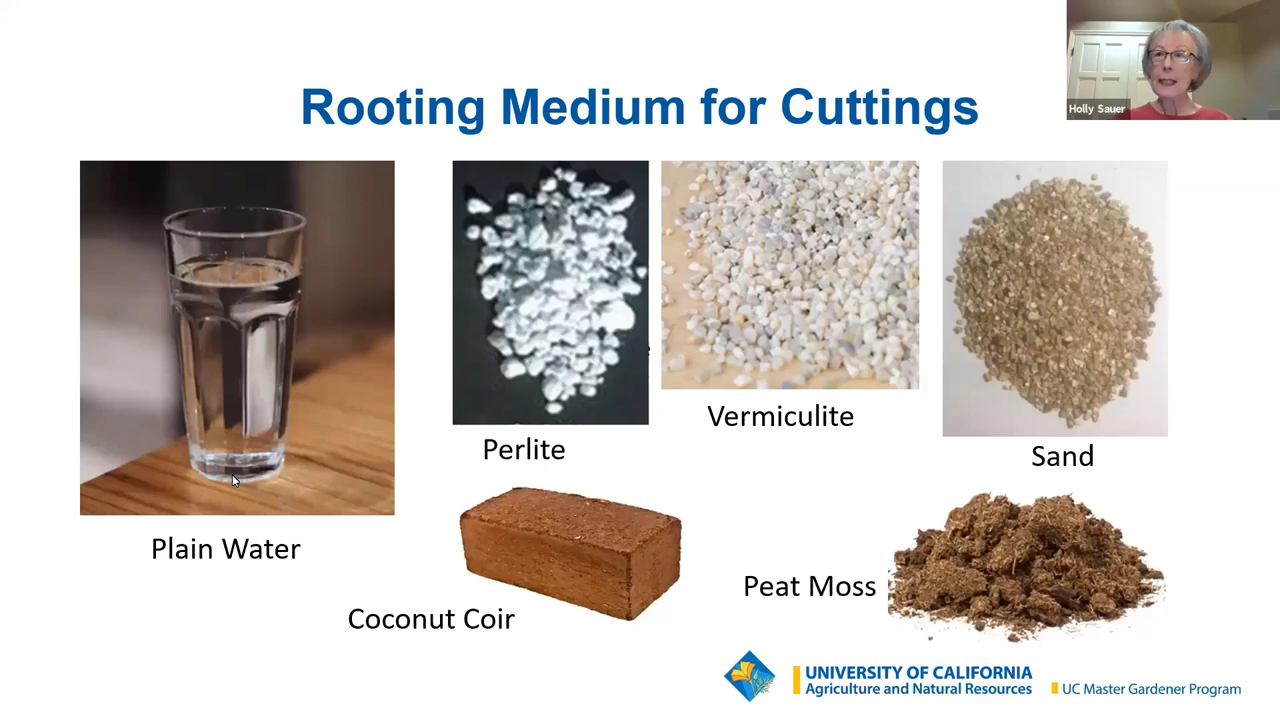 Rooting Medium for Cuttings
Holly Sauer
Perlite
Vermiculite
Sand
Plain Water
Coconut Coir
Peat Moss
UNIVERSITY OF CALIFORNIA
Agriculture and Natural Resources
UC Master Gardener Program